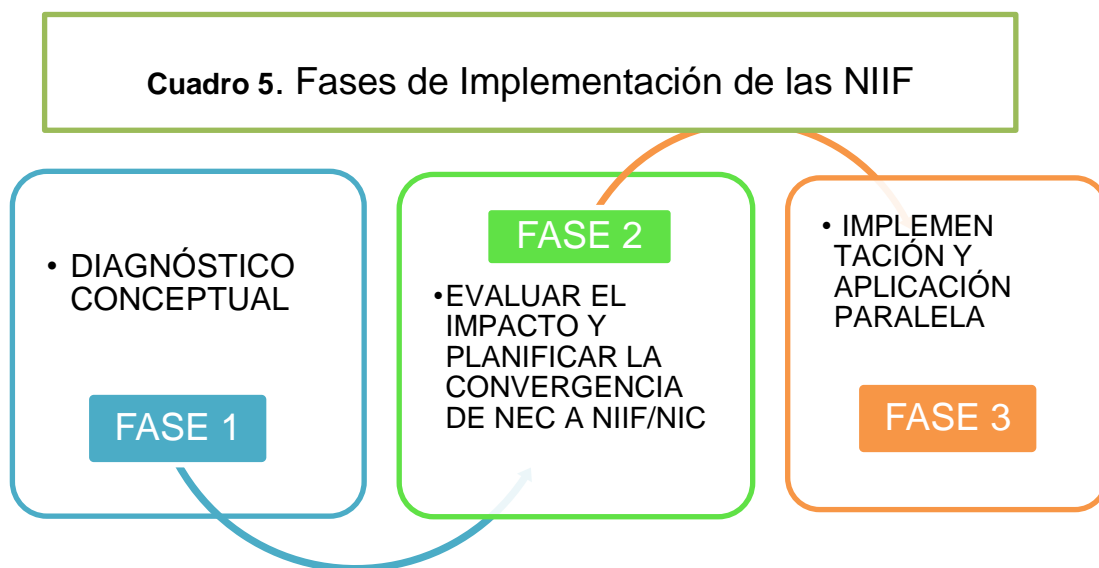 Cuadro 5. Fases de Implementación de las NIIF
• DIAGNÓSTICO
CONCEPTUAL
FASE 1
FASE 2
•EVALUAR EL
IMPACTO Y
PLANIFICAR LA
CONVERGENCIA
DE NEC A NIIF/NIC
• IMPLEMEN
TACIÓN Y
APLICACIÓN
PARALELA
FASE 3